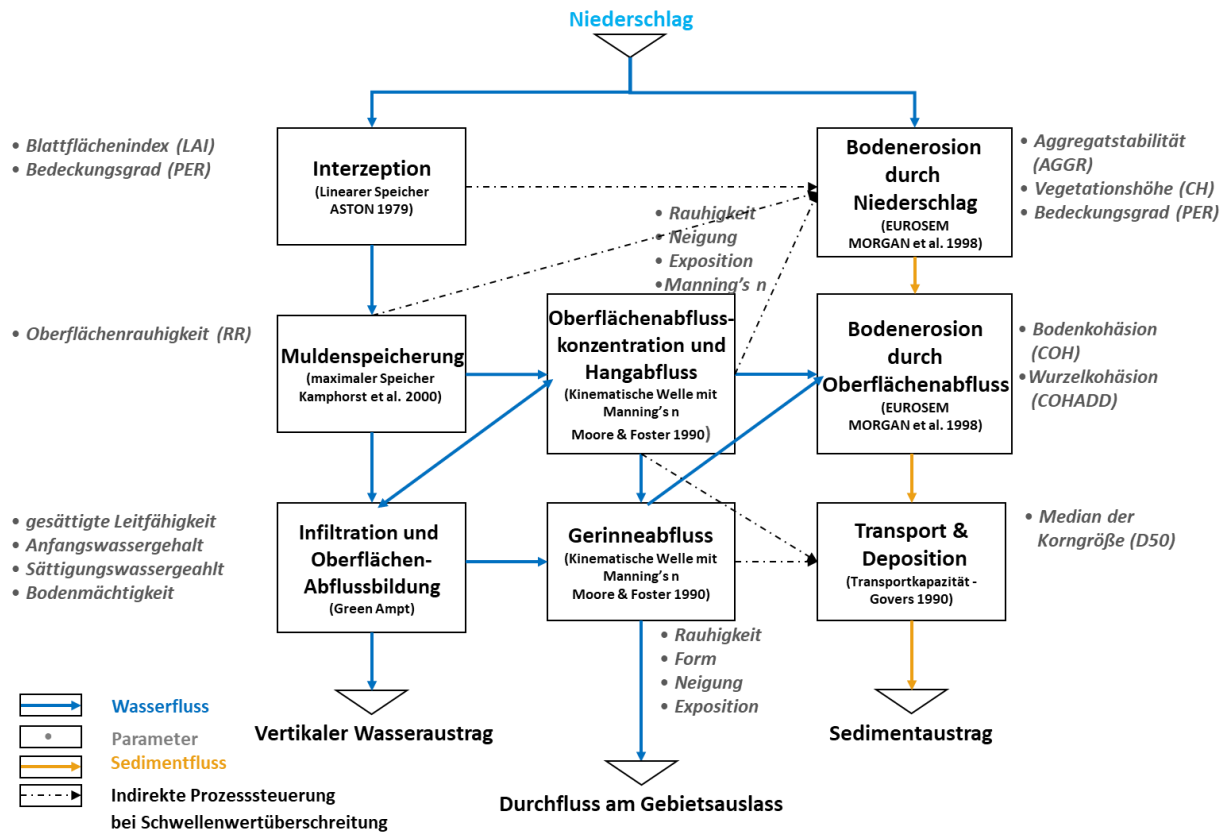 Niederschlag
• Blattflächenindex (LAI)
• Bedeckungsgrad (PER)
Interzeption
(Linearer Speicher
ASTON 1979)
Bodenerosion
durch
Niederschlag
(EUROSEM
MORGAN et al. 1998)
• Aggregatstabilität
(AGGR)
• Vegetationshöhe (CH)
• Bedeckungsgrad (PER)
• Rauhigkeit
• Neigung
• Exposition
•Manning's n
• Oberflächenrauhigkeit (RR)
Muldenspeicherung
(maximaler Speicher
Kamphorst et al. 2000)
Oberflächenabfluss-
konzentration und
Hangabfluss
(Kinematische Welle mit
Manning's n
Moore & Foster 1990)
Bodenerosion
durch
Oberflächenabfluss
(EUROSEM
MORGAN et al. 1998)
• Bodenkohäsion
(COH)
•Wurzelkohäsion
(COHADD)
• gesättigte Leitfähigkeit
• Anfangswassergehalt
• Sättigungswassergeahlt
• Bodenmächtigkeit
Infiltration und
Oberflächen-
Abflussbildung
(Green Ampt)
Gerinneabfluss
(Kinematische Welle mit
Manning's n
Moore & Foster 1990)
Transport &
Deposition
(Transportkapazität -
Govers 1990)
• Median der
Korngröße (D50)
• Rauhigkeit
• Form
• Neigung
• Exposition
Vertikaler Wasseraustrag
Sedimentaustrag
Durchfluss am Gebietsauslass
Wasserfluss
• Parameter
Sedimentfluss
Indirekte Prozesssteuerung
bei Schwellenwertüberschreitung